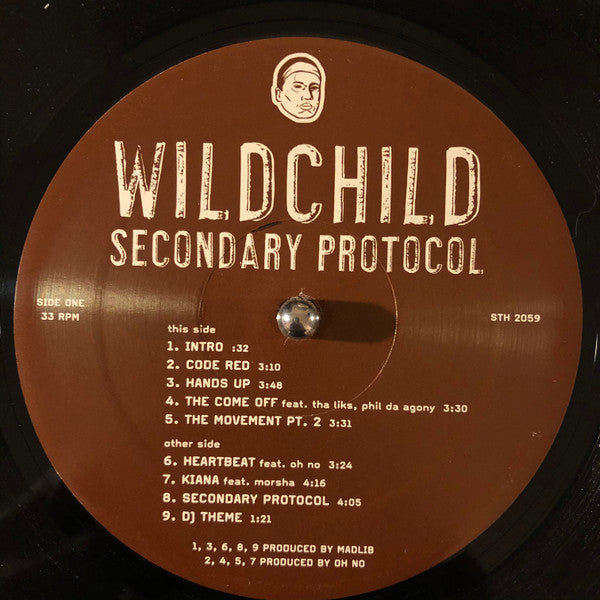 WILDCHILD
SECONDARY PROTOCOL
SIDE ONE
33 RPM
STH 2059
this side
1. INTRO :32
2. CODE RED 3:10
3. HANDS UP 3:48
4. THE COME OFF feat. tha liks, phil da agony 3:30
5. THE MOVEMENT PT. 2 3:31
other side
6. HEARTBEAT feat. oh no 3:24
7. KIANA feat. morsha 4:16
8. SECONDARY PROTOCOL 4:05
9. DJ THEME 1:21
1, 3, 6, 8, 9 PRODUCED BY MADLIB
2, 4, 5, 7 PRODUCED BY OH NO